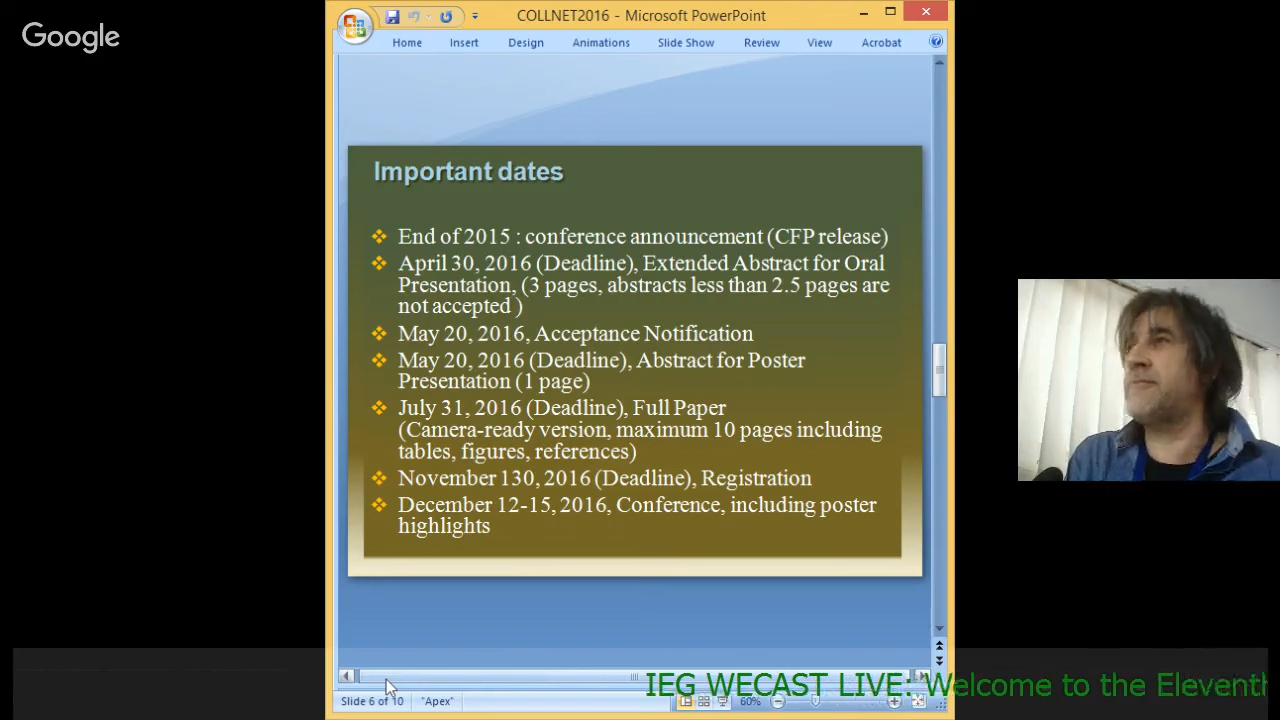 Google
COLLNET2016 - Microsoft PowerPoint
Home Insert Design Animations Slide Show Review View Acrobat
Important dates
End of 2015 : conference announcement (CFP release)
April 30, 2016 (Deadline), Extended Abstract for Oral
Presentation, (3 pages, abstracts less than 2.5 pages are
not accepted )
May 20, 2016, Acceptance Notification
May 20, 2016 (Deadline), Abstract for Poster
Presentation (1 page)
July 31, 2016 (Deadline), Full Paper
(Camera-ready version, maximum 10 pages including
tables, figures, references)
November 130, 2016 (Deadline), Registration
December 12-15, 2016, Conference, including poster
highlights
IEG WECAST LIVE: Welcome to the Eleventh
Slide 6 of 10 "Apex" 60%